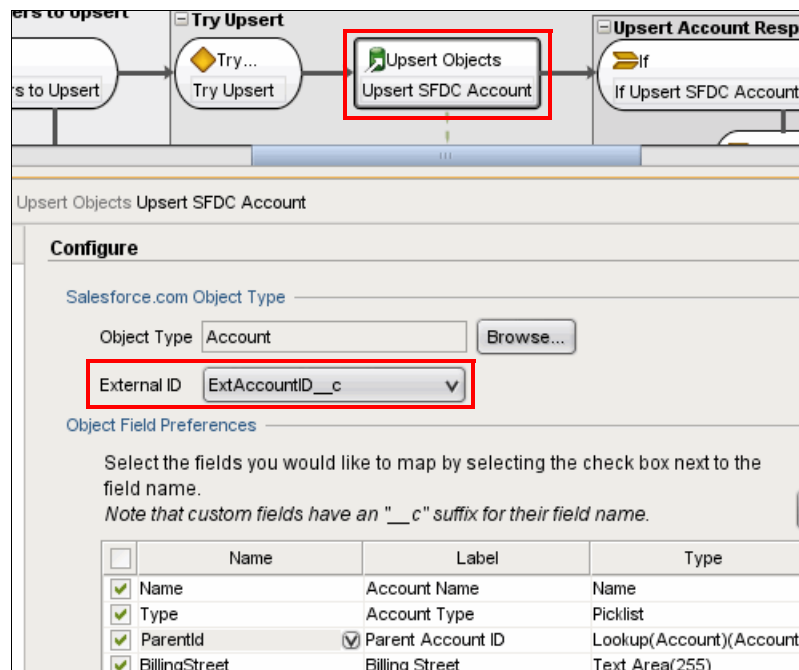 ers to Upsert
Try Upsert
Upsert Account Resp
Try...
Upsert Objects
If
rs to Upsert
Try Upsert
Upsert SFDC Account
If Upsert SFDC Account
Upsert Objects Upsert SFDC Account
Configure
Salesforce.com Object Type
Object Type Account Browse...
External ID ExtAccountID__c
Object Field Preferences
Select the fields you would like to map by selecting the check box next to the
field name.
Note that custom fields have an "__c" suffix for their field name.
Name Label Type
Name Account Name Name
Type Account Type Picklist
ParentId Parent Account ID Lookup(Account)(Account
BillingStreet Billing Street Text Area(255)